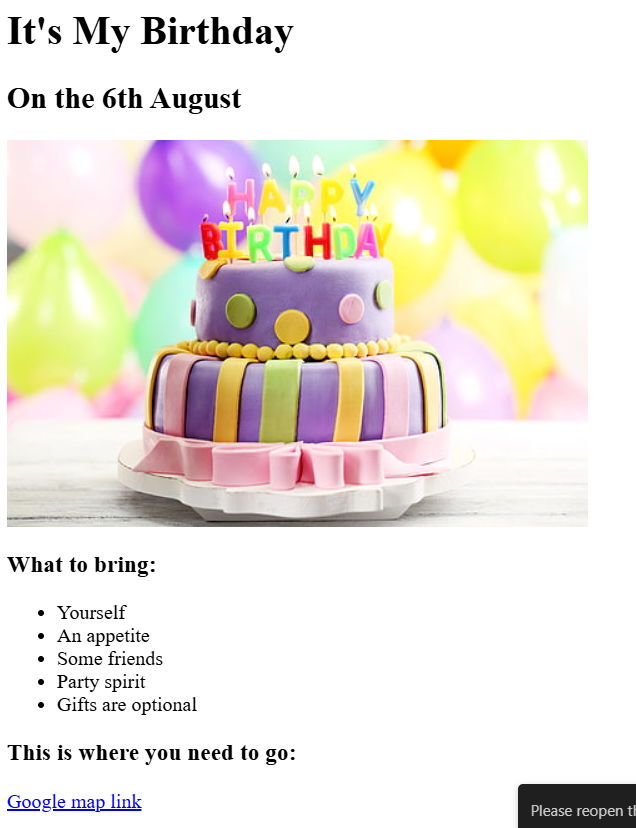 It's My Birthday
On the 6th August
HAPPY
BIRTHDAY
What to bring:
Yourself
An appetite
Some friends
Party spirit
Gifts are optional
This is where you need to go:
Google map link
Please reopen